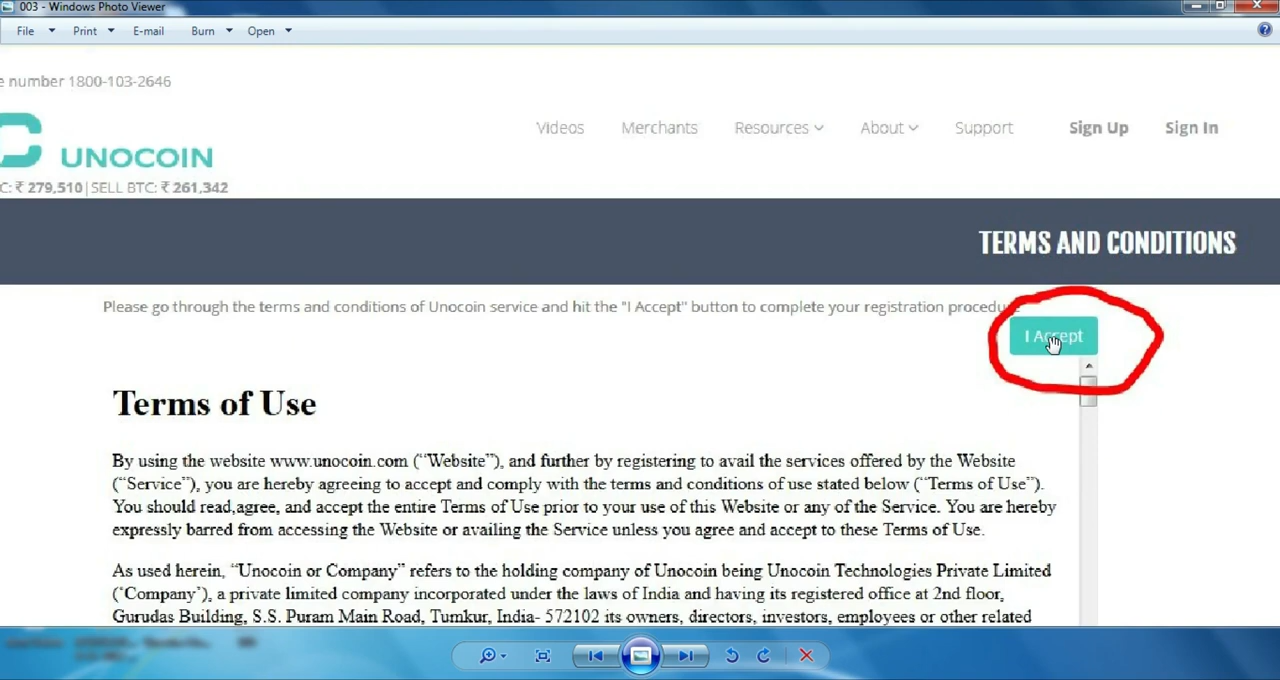 003 - Windows Photo Viewer
File Print E-mail Burn Open
e number 1800-103-2646
Videos Merchants Resources About Support Sign Up Sign In
UNOCOIN
C: ₹ 279,510|SELL BTC: ₹ 261,342
TERMS AND CONDITIONS
Please go through the terms and conditions of Unocoin service and hit the "I Accept" button to complete your registration procedu
I Accept
Terms of Use
By using the website www.unocoin.com (“Website”), and further by registering to avail the services offered by the Website
(“Service”), you are hereby agreeing to accept and comply with the terms and conditions of use stated below (“Terms of Use”).
You should read,agree, and accept the entire Terms of Use prior to your use of this Website or any of the Service. You are hereby
expressly barred from accessing the Website or availing the Service unless you agree and accept to these Terms of Use.
As used herein, “Unocoin or Company” refers to the holding company of Unocoin being Unocoin Technologies Private Limited
(‘Company’), a private limited company incorporated under the laws of India and having its registered office at 2nd floor,
Gurudas Building, S.S. Puram Main Road, Tumkur, India- 572102 its owners, directors, investors, employees or other related